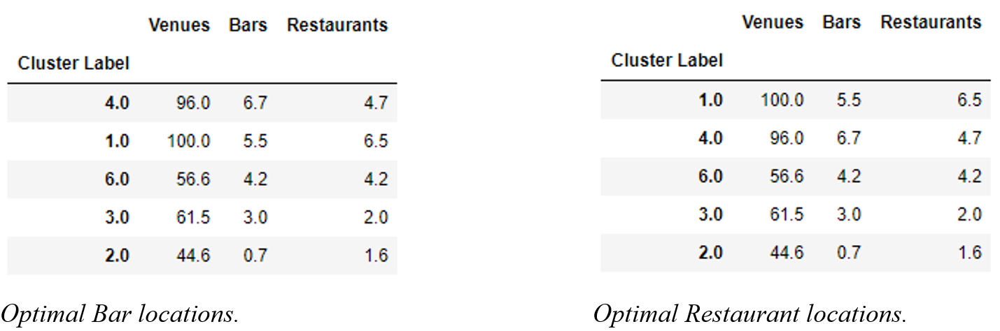 Venues Bars Restaurants
Cluster Label
4.0 96.0 6.7 4.7
1.0 100.0 5.5 6.5
6.0 56.6 4.2 4.2
3.0 61.5 3.0 2.0
2.0 44.6 0.7 1.6
Optimal Bar locations.
Venues Bars Restaurants
Cluster Label
1.0 100.0 5.5 6.5
4.0 96.0 6.7 4.7
6.0 56.6 4.2 4.2
3.0 61.5 3.0 2.0
2.0 44.6 0.7 1.6
Optimal Restaurant locations.